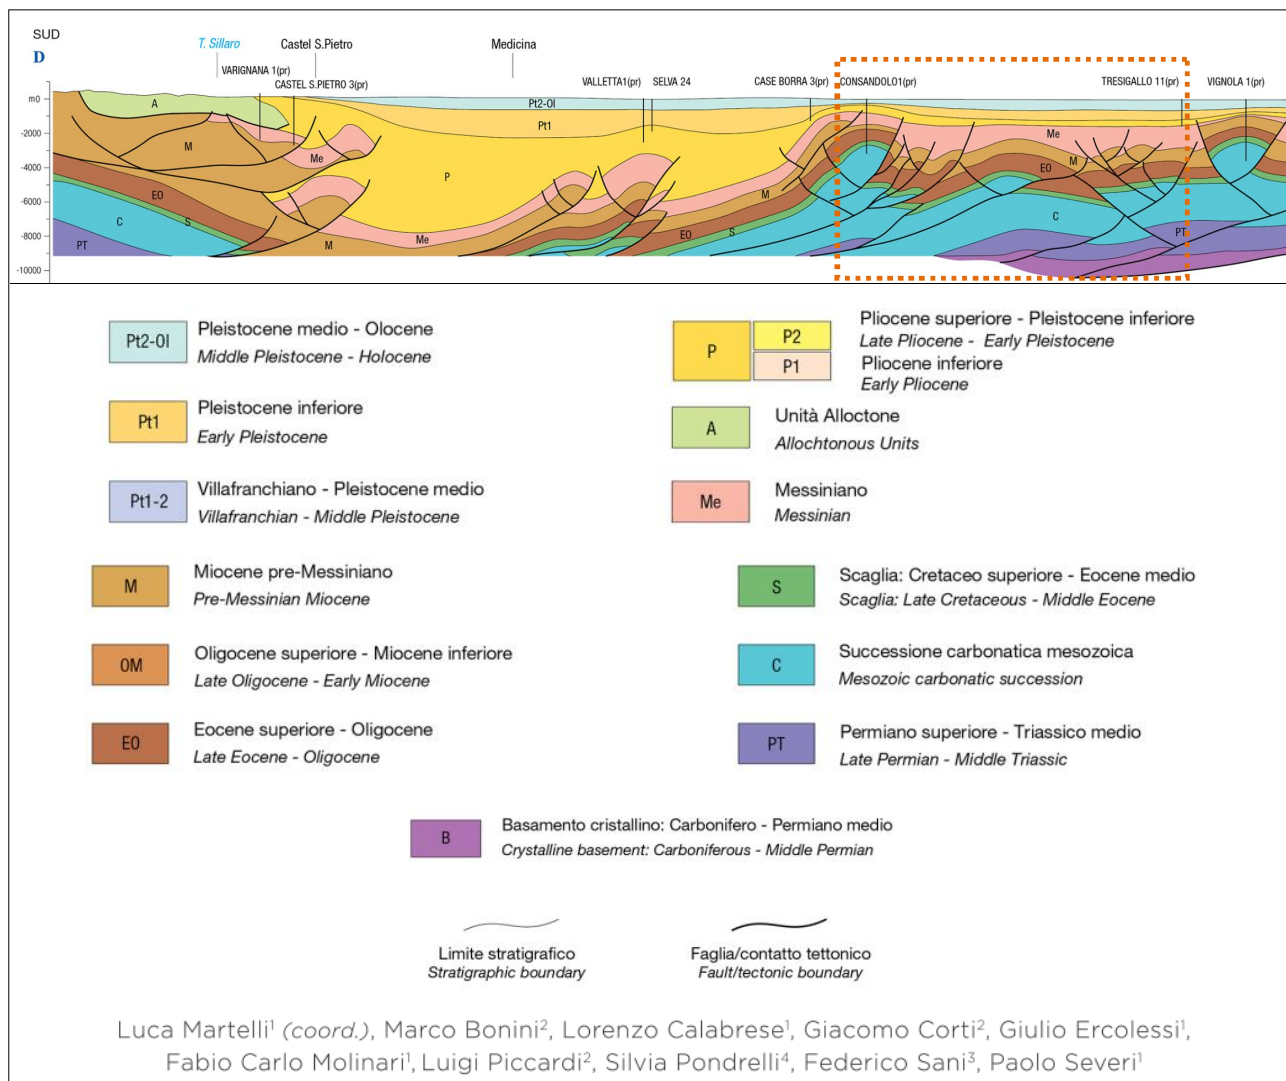 SUD
D
T. Sillaro
Castel S.Pietro
Medicina
VARIGNANA 1(pr)
CASTEL S.PIETRO 3(pr)
VALLETTA1(pr)
SELVA 24
CASE BORRA 3(pr)
CONSANDOLO1(pr)
TRESIGALLO 11(pr)
VIGNOLA 1(pr)
m0
-2000
-4000
-6000
-8000
-10000
A
M
Me
EO
C
S
PT
M
Me
P
Pt2-Ol
Pt1
EO
S
M
Me
EO
M
C
PT
Pt2-Ol
Pleistocene medio - Olocene
Middle Pleistocene - Holocene
Pt1
Pleistocene inferiore
Early Pleistocene
Pt1-2
Villafranchiano - Pleistocene medio
Villafranchian - Middle Pleistocene
M
Miocene pre-Messiniano
Pre-Messinian Miocene
OM
Oligocene superiore - Miocene inferiore
Late Oligocene - Early Miocene
EO
Eocene superiore - Oligocene
Late Eocene - Oligocene
P
P2
Pliocene superiore - Pleistocene inferiore
Late Pliocene - Early Pleistocene
P1
Pliocene inferiore
Early Pliocene
A
Unità Alloctone
Allochtonous Units
Me
Messiniano
Messinian
S
Scaglia: Cretaceo superiore - Eocene medio
Scaglia: Late Cretaceous - Middle Eocene
C
Successione carbonatica mesozoica
Mesozoic carbonatic succession
PT
Permiano superiore - Triassico medio
Late Permian - Middle Triassic
B
Basamento cristallino: Carbonifero - Permiano medio
Crystalline basement: Carboniferous - Middle Permian
Limite stratigrafico
Stratigraphic boundary
Faglia/contatto tettonico
Fault/tectonic boundary
Luca Martelli¹ (coord.), Marco Bonini², Lorenzo Calabrese¹, Giacomo Corti², Giulio Ercolessi¹,
Fabio Carlo Molinari¹, Luigi Piccardi², Silvia Pondrelli⁴, Federico Sani³, Paolo Severi¹